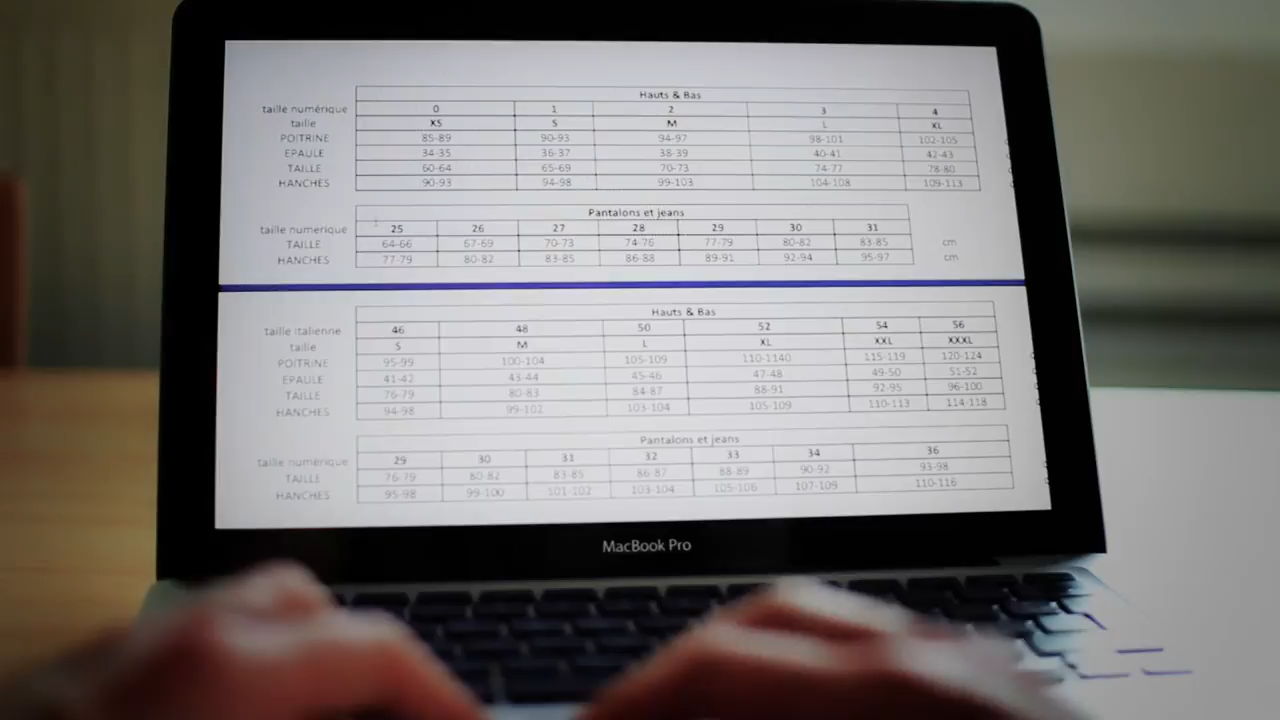 Hauts & Bas
taille numérique 0 1 2 3 4
taille XS S M L XL
POITRINE 85-89 90-93 94-97 98-101 102-105
EPAULE 34-35 36-37 38-39 40-41 42-43
TAILLE 60-64 65-69 70-73 74-77 78-80
HANCHES 90-93 94-98 99-103 104-108 109-113
Pantalons et jeans
taille numerique 25 26 27 28 29 30 31
TAILLE 64-66 67-69 70-73 74-76 77-79 80-82 83-85 cm
HANCHES 77-79 80-82 83-85 86-88 89-91 92-94 95-97 cm
Hauts & Bas
taille italienne 46 48 50 52 54 56
taille S M L XL XXL XXXL
POITRINE 95-99 100-104 105-109 110-1140 115-119 120-124
EPAULE 41-42 43-44 45-46 47-48 49-50 51-52
TAILLE 76-79 80-83 84-87 88-91 92-95 96-100
HANCHES 94-98 99-102 103-104 105-109 110-113 114-118
Pantalons et jeans
taille numérique 29 30 31 32 33 34 36
TAILLE 76-79 80-82 83-85 86-87 88-89 90-92 93-98
HANCHES 95-98 99-100 101-102 103-104 105-106 107-109 110-116
MacBook Pro